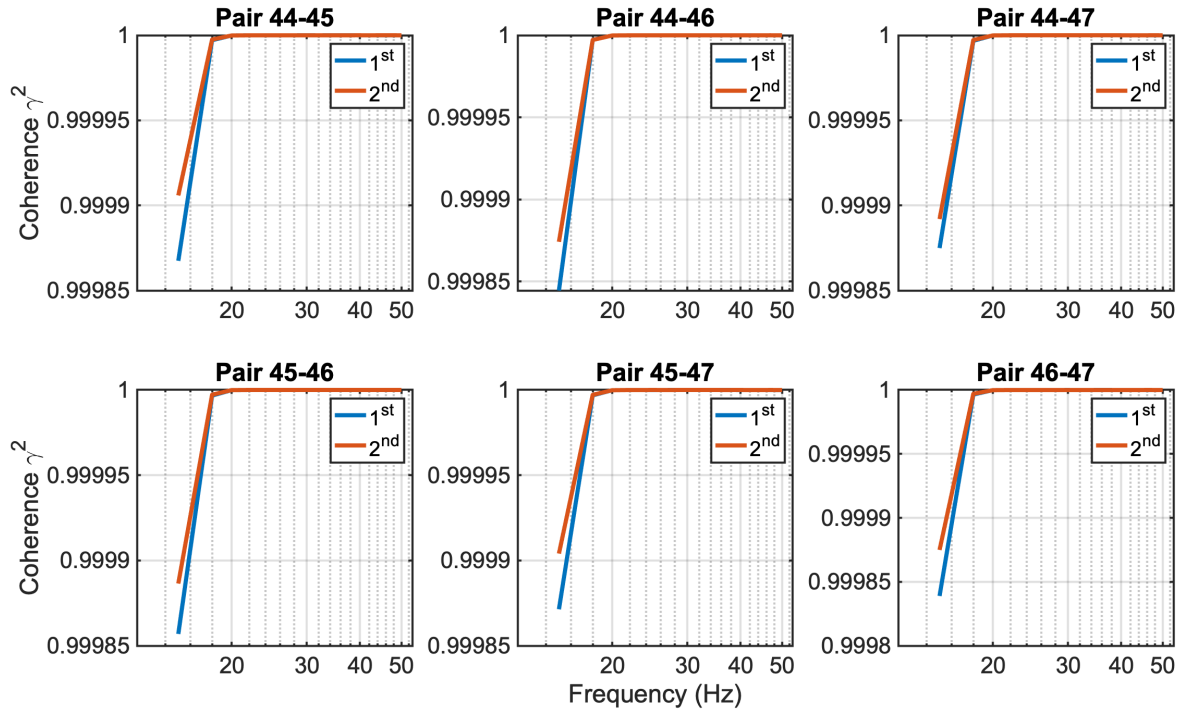 Pair 44-45
Coherence γ²
1
0.99995
0.9999
0.99985
20 30 40 50
1st
2nd
Pair 44-46
1
0.99995
0.9999
0.99985
20 30 40 50
1st
2nd
Pair 44-47
1
0.99995
0.9999
0.99985
20 30 40 50
1st
2nd
Pair 45-46
Coherence γ²
1
0.99995
0.9999
0.99985
20 30 40 50
1st
2nd
Pair 45-47
1
0.99995
0.9999
0.99985
20 30 40 50
1st
2nd
Frequency (Hz)
Pair 46-47
1
0.99995
0.9999
0.99985
0.9998
20 30 40 50
1st
2nd